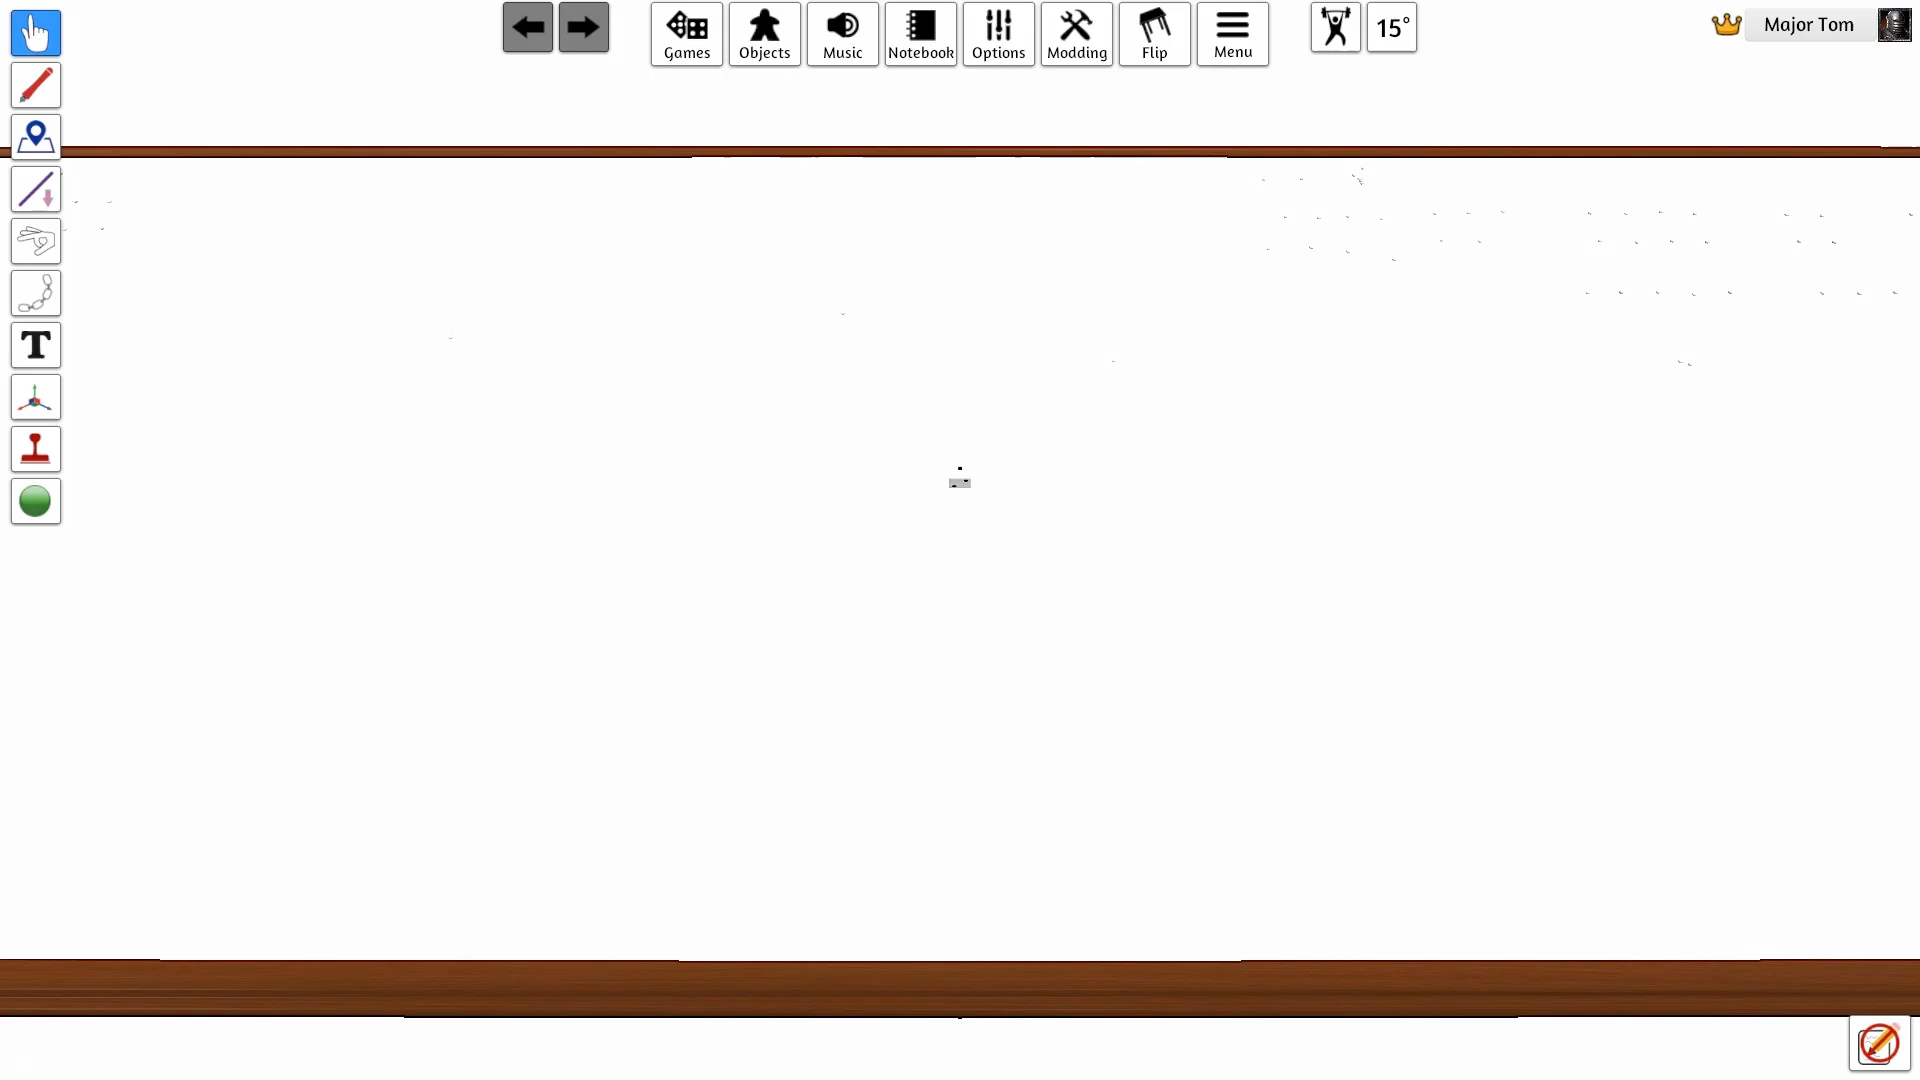 Games
Objects
Music
Notebook
Options
Modding
Flip
Menu
15°
Major Tom
T